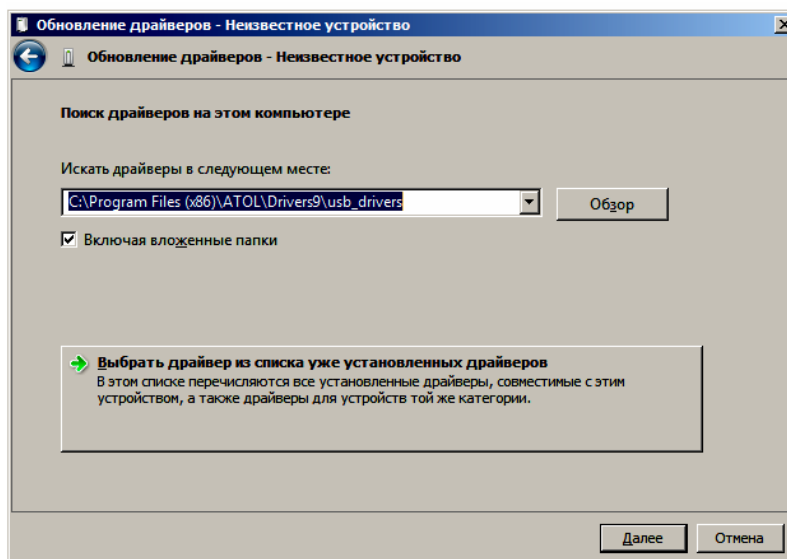 Обновление драйверов - Неизвестное устройство
Обновление драйверов - Неизвестное устройство
Поиск драйверов на этом компьютере
Искать драйверы в следующем месте:
C:\Program Files (x86)\ATOL\Drivers9\usb_drivers
Обзор
Включая вложенные папки
Выбрать драйвер из списка уже установленных драйверов
В этом списке перечисляются все установленные драйверы, совместимые с этим
устройством, а также драйверы для устройств той же категории.
Далее
Отмена